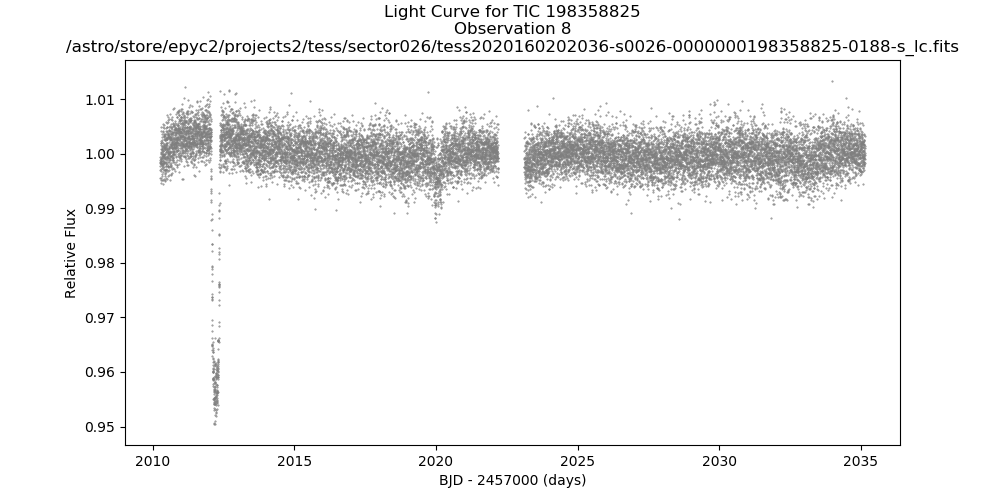 Light Curve for TIC 198358825
Observation 8
/astro/store/epyc2/projects2/tess/sector026/tess2020160202036-s0026-0000000198358825-0188-s_lc.fits
1.01
1.00
0.99
0.98
0.97
0.96
0.95
Relative Flux
2010 2015 2020 2025 2030 2035
BJD - 2457000 (days)